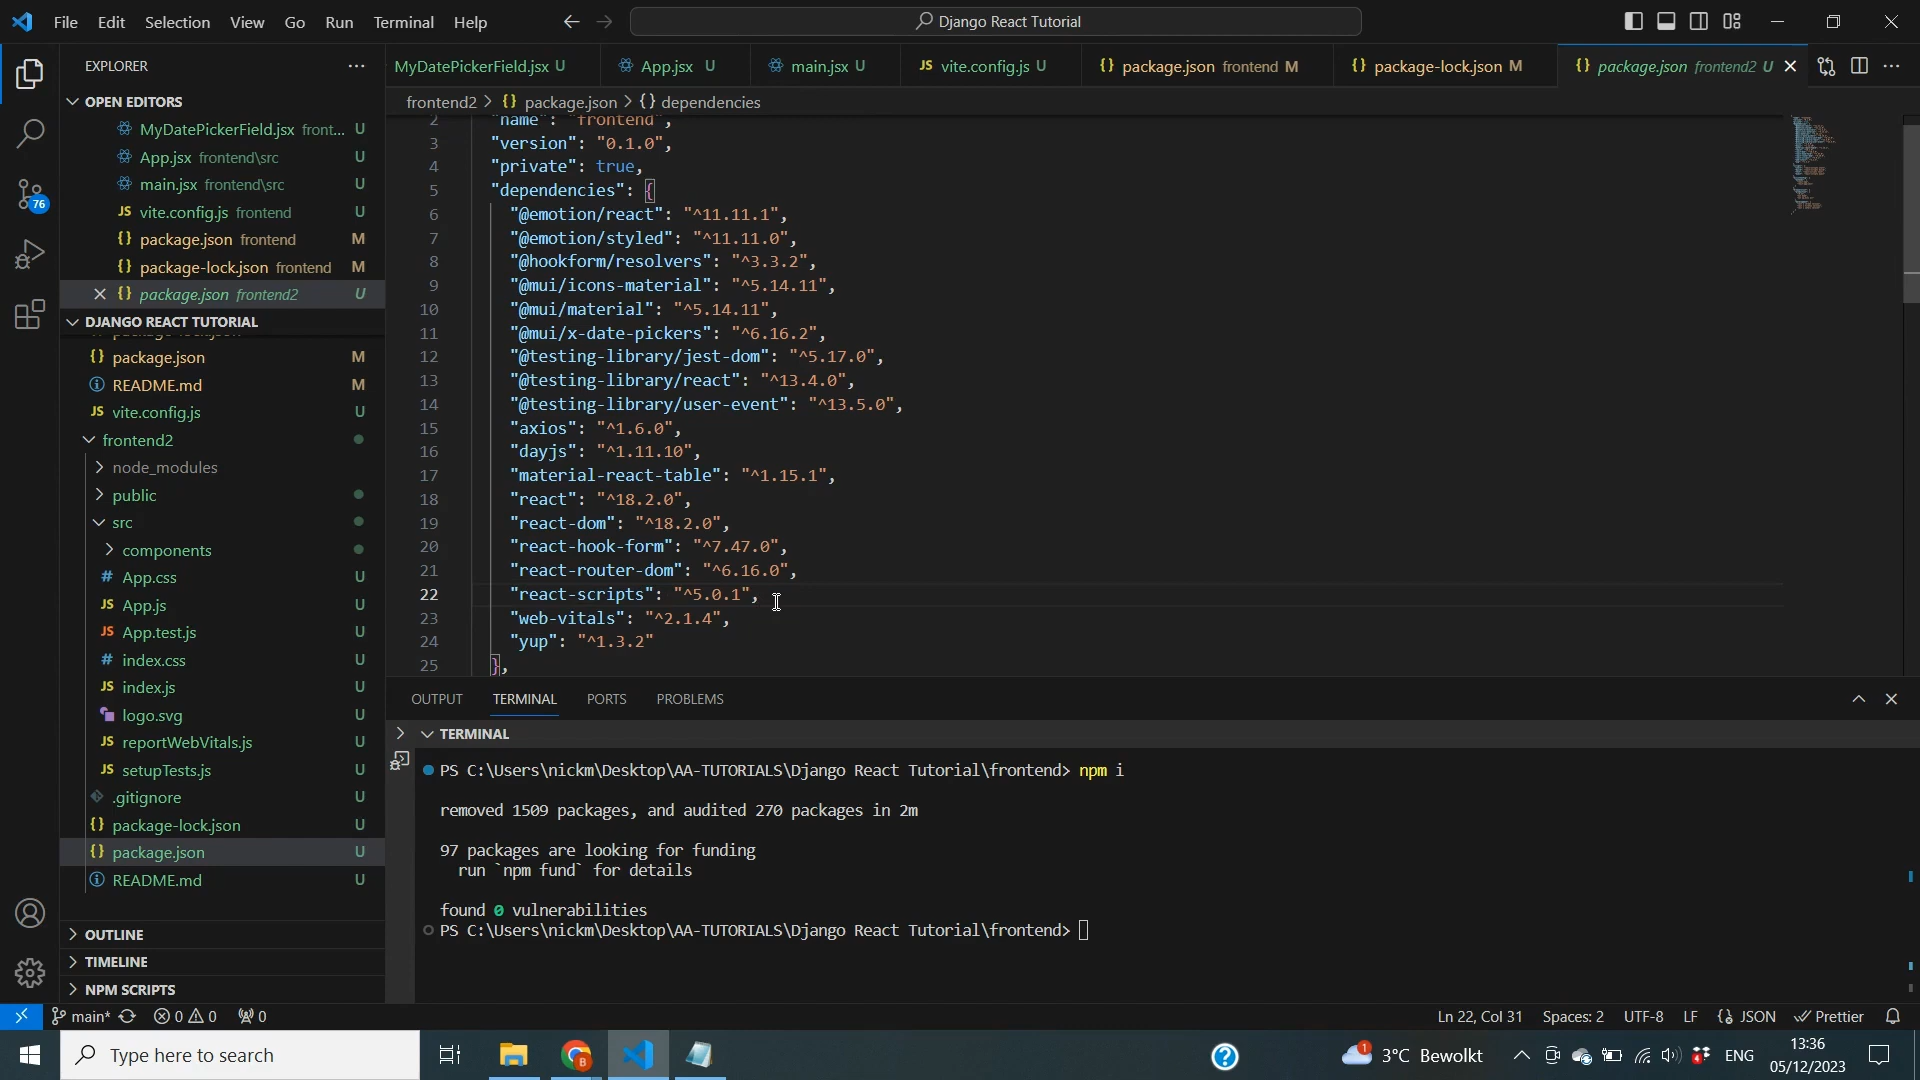 File Edit Selection View Go Run Terminal Help
Django React Tutorial
EXPLORER
OPEN EDITORS
MyDatePickerField.jsx front... U
App.jsx frontend\src U
main.jsx frontend\src U
vite.config.js frontend U
package.json frontend M
package-lock.json frontend M
package.json frontend2 U
DJANGO REACT TUTORIAL
package-lock.json
package.json M
README.md M
vite.config.js U
frontend2
node_modules
public
src
components
App.css U
App.js U
App.test.js U
index.css U
index.js U
logo.svg U
reportWebVitals.js U
setupTests.js U
.gitignore U
package-lock.json U
package.json U
README.md U
OUTLINE
TIMELINE
NPM SCRIPTS
76
MyDatePickerField.jsx U App.jsx U main.jsx U vite.config.js U package.json frontend M package-lock.json M package.json frontend2 U
frontend2 > package.json > dependencies
2 "name": "frontend",
3 "version": "0.1.0",
4 "private": true,
5 "dependencies": {
6 "@emotion/react": "^11.11.1",
7 "@emotion/styled": "^11.11.0",
8 "@hookform/resolvers": "^3.3.2",
9 "@mui/icons-material": "^5.14.11",
10 "@mui/material": "^5.14.11",
11 "@mui/x-date-pickers": "^6.16.2",
12 "@testing-library/jest-dom": "^5.17.0",
13 "@testing-library/react": "^13.4.0",
14 "@testing-library/user-event": "^13.5.0",
15 "axios": "^1.6.0",
16 "dayjs": "^1.11.10",
17 "material-react-table": "^1.15.1",
18 "react": "^18.2.0",
19 "react-dom": "^18.2.0",
20 "react-hook-form": "^7.47.0",
21 "react-router-dom": "^6.16.0",
22 "react-scripts": "^5.0.1",
23 "web-vitals": "^2.1.4",
24 "yup": "^1.3.2"
25 },
OUTPUT TERMINAL PORTS PROBLEMS
TERMINAL
PS C:\Users\nickm\Desktop\AA-TUTORIALS\Django React Tutorial\frontend> npm i
removed 1509 packages, and audited 270 packages in 2m
97 packages are looking for funding
run `npm fund` for details
found 0 vulnerabilities
PS C:\Users\nickm\Desktop\AA-TUTORIALS\Django React Tutorial\frontend>
main* 0 0 0 Ln 22, Col 31 Spaces: 2 UTF-8 LF JSON Prettier
Type here to search
1
3°C Bewolkt ENG
13:36
05/12/2023